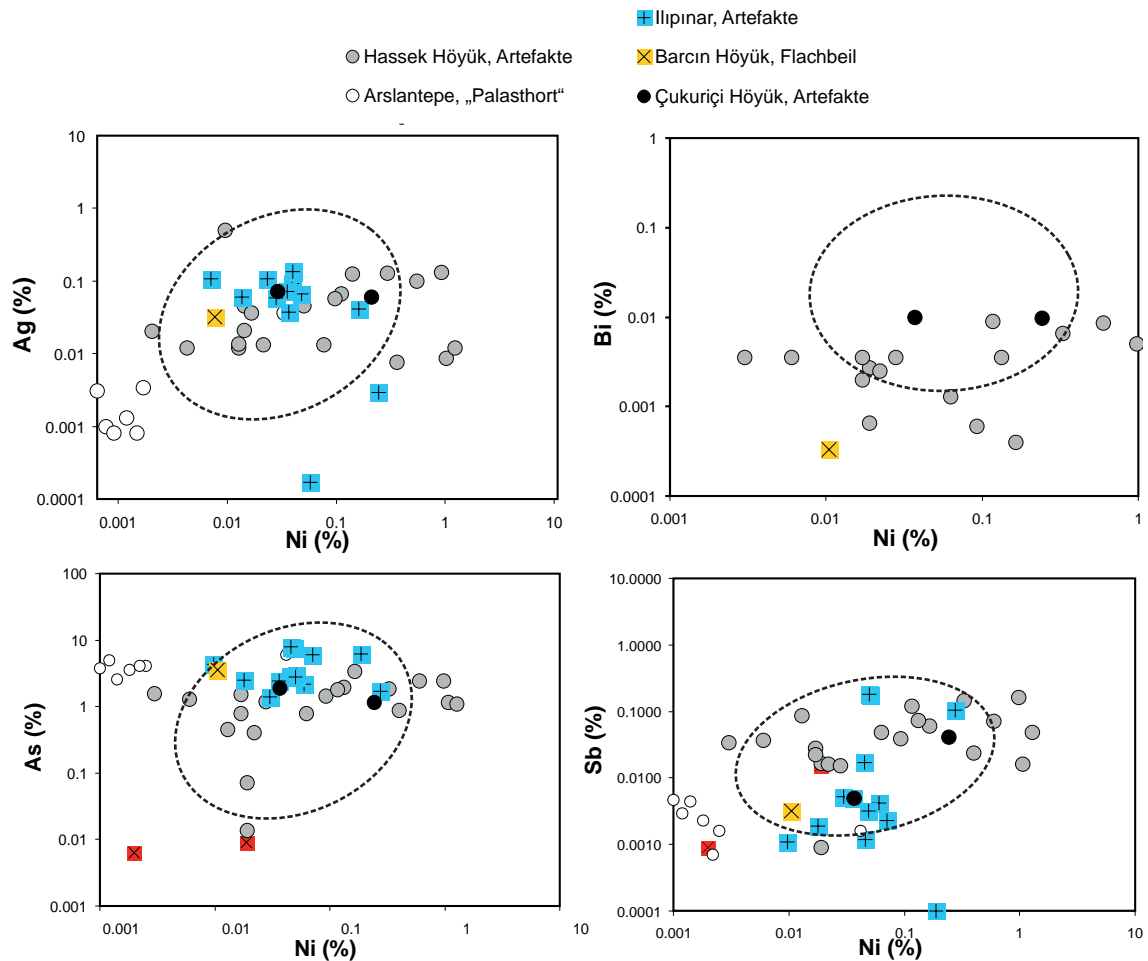 Ilıpınar, Artefakte
Hassek Höyük, Artefakte
Barcın Höyük, Flachbeil
Arslantepe, „Palasthort“
Çukuriçi Höyük, Artefakte
10
1
0.1
0.01
0.001
0.0001
Ag (%)
0.001 0.01 0.1 1 10
Ni (%)
1
0.1
0.01
0.001
0.0001
Bi (%)
0.001 0.01 0.1 1
Ni (%)
100
10
1
0.1
0.01
0.001
As (%)
0.001 0.01 0.1 1 10
Ni (%)
10.0000
1.0000
0.1000
0.0100
0.0010
0.0001
Sb (%)
0.001 0.01 0.1 1 10
Ni (%)